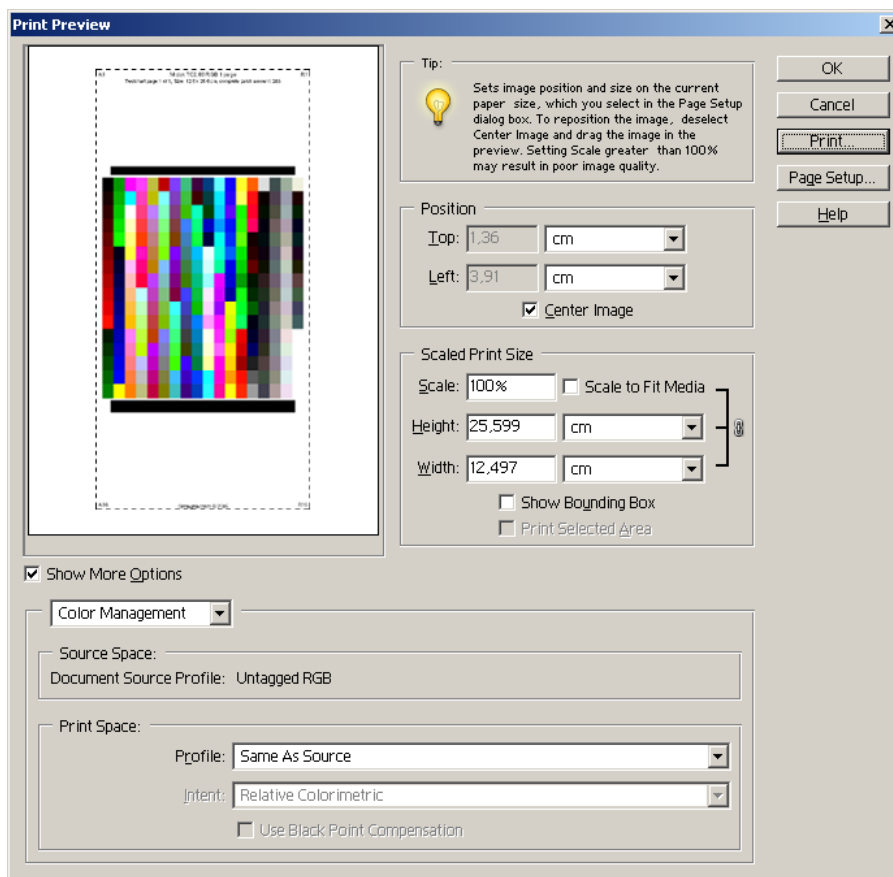 Print Preview
Tip:
Sets image position and size on the current
paper size, which you select in the Page Setup
dialog box. To reposition the image, deselect
Center Image and drag the image in the
preview. Setting Scale greater than 100%
may result in poor image quality.
OK
Cancel
Print...
Page Setup...
Help
Position
Top: 1,36 cm
Left: 3,91 cm
Center Image
Scaled Print Size
Scale: 100% Scale to Fit Media
Height: 25,599 cm
Width: 12,497 cm
Show Bounding Box
Print Selected Area
Show More Options
Color Management
Source Space:
Document Source Profile: Untagged RGB
Print Space:
Profile: Same As Source
Intent: Relative Colorimetric
Use Black Point Compensation